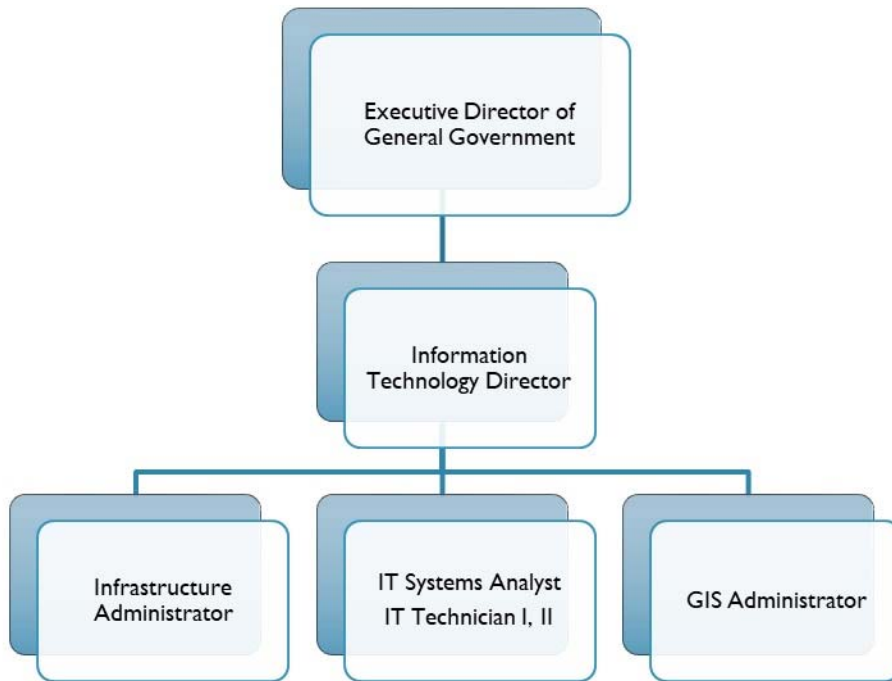 Executive Director of
General Government
Information
Technology Director
Infrastructure
Administrator
IT Systems Analyst
IT Technician I, II
GIS Administrator